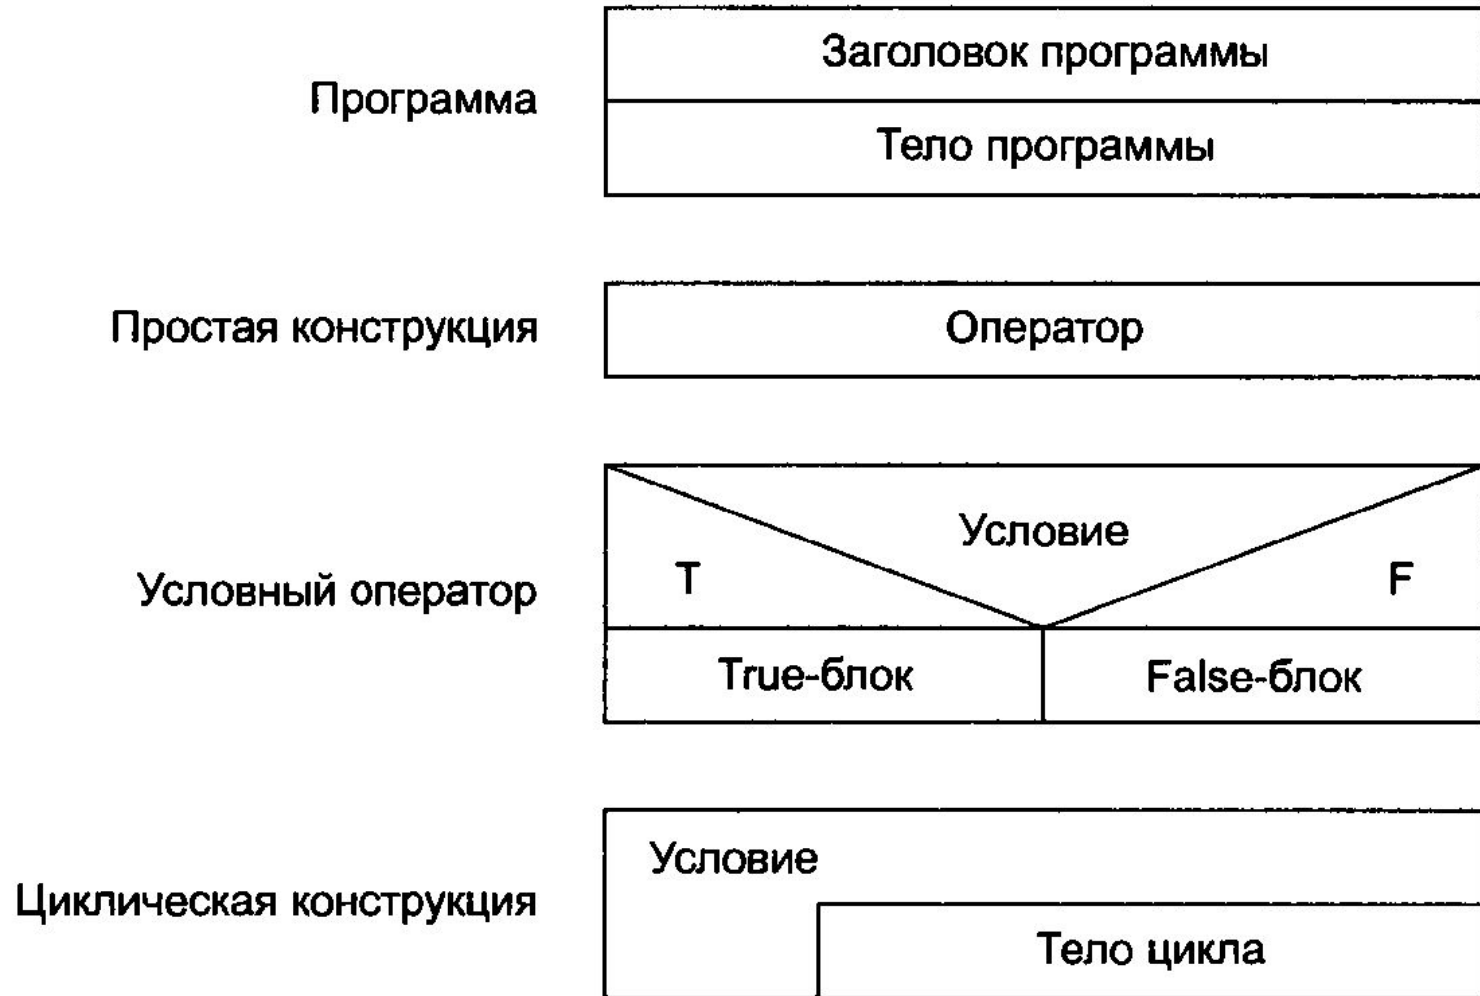 Программа
Заголовок программы
Тело программы
Простая конструкция
Оператор
Условный оператор
Условие
T
F
True-блок
False-блок
Циклическая конструкция
Условие
Тело цикла